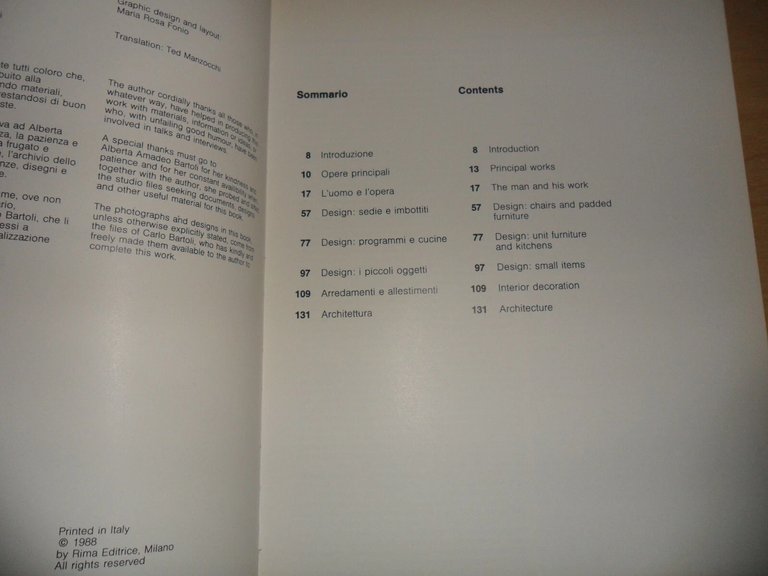 Graphic design and layout:
Maria Rosa Fonio
Translation: Ted Manzocchi
te tutti coloro che,
buito alla
ndo materiali,
restandosi di buon
ste.
va ad Alberta
za, la pazienza e
a frugato e
, l'archivio dello
enze, disegni e
e.
me, ove non
rio,
Bartoli, che li
essi a
alizzazione
The author cordially thanks all those who, in
whatever way, have helped in producing this
work with materials, information or ideas, or
who, with unfailing good humour, have been
involved in talks and interviews.
A special thanks must go to
Alberta Amadeo Bartoli for her kindness and
patience and for her constant availability when,
together with the author, she probed and sifted
the studio files seeking documents, designs
and other useful material for this book.
The photographs and designs in this book,
unless otherwise explicitly stated, come from
the files of Carlo Bartoli, who has kindly and
freely made them available to the author to
complete this work.
Printed in Italy
© 1988
by Rima Editrice, Milano
All rights reserved
Sommario
8 Introduzione
10 Opere principali
17 L'uomo e l'opera
57 Design: sedie e imbottiti
77 Design: programmi e cucine
97 Design: i piccoli oggetti
109 Arredamenti e allestimenti
131 Architettura
Contents
8 Introduction
13 Principal works
17 The man and his work
57 Design: chairs and padded
furniture
77 Design: unit furniture
and kitchens
97 Design: small items
109 Interior decoration
131 Architecture